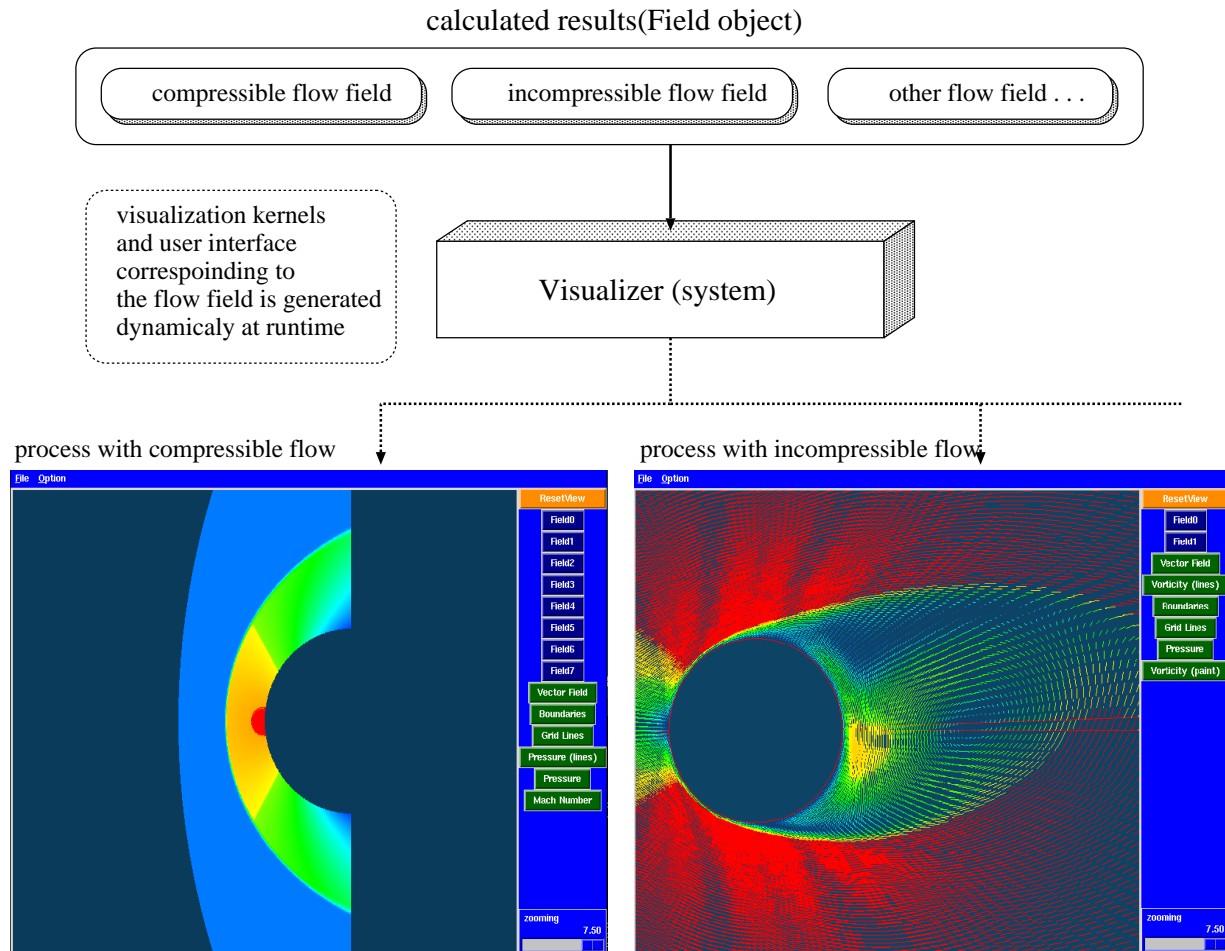 calculated results(Field object)
compressible flow field
incompressible flow field
other flow field . . .
visualization kernels
and user interface
correspoinding to
the flow field is generated
dynamicaly at runtime
Visualizer (system)
process with compressible flow
File Option
ResetView
Field0
Field1
Field2
Field3
Field4
Field5
Field6
Field7
Vector Field
Boundaries
Grid Lines
Pressure (lines)
Pressure
Mach Number
zooming
7.50
process with incompressible flow
File Option
ResetView
Field0
Field1
Vector Field
Vorticity (lines)
Boundaries
Grid Lines
Pressure
Vorticity (paint)
zooming
7.50